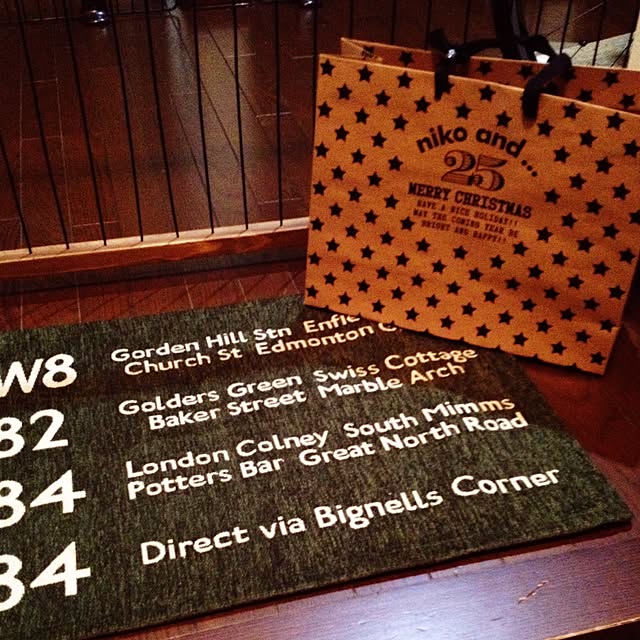 niko and...
25
MERRY CHRISTMAS
HAVE A NICE HOLIDAY!!
MAY THE COMING YEAR BE
BRIGHT AND HAPPY!!
W8 Gorden Hill Stn Enfie
Church St Edmonton
82 Golders Green Swiss Cottage
Baker Street Marble Arch
84 London Colney South Mimms
Potters Bar Great North Road
84 Direct via Bignells Corner